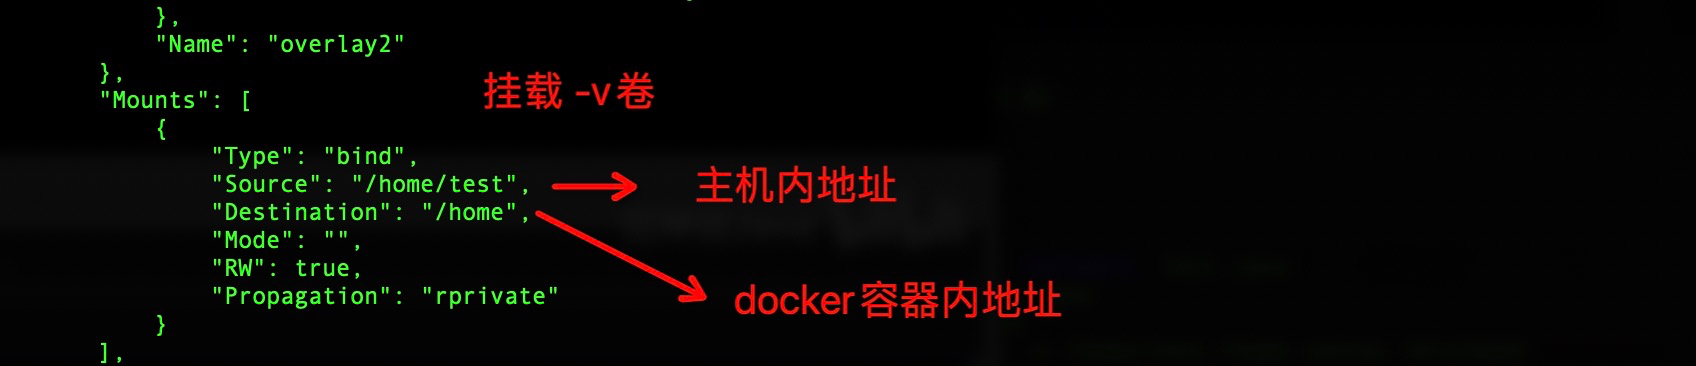 },
"Name": "overlay2"
},
"Mounts": [
挂载 -v卷
{
"Type": "bind",
"Source": "/home/test",
主机内地址
"Destination": "/home",
"Mode": "",
"RW": true,
"Propagation": "rprivate"
docker容器内地址
}
],